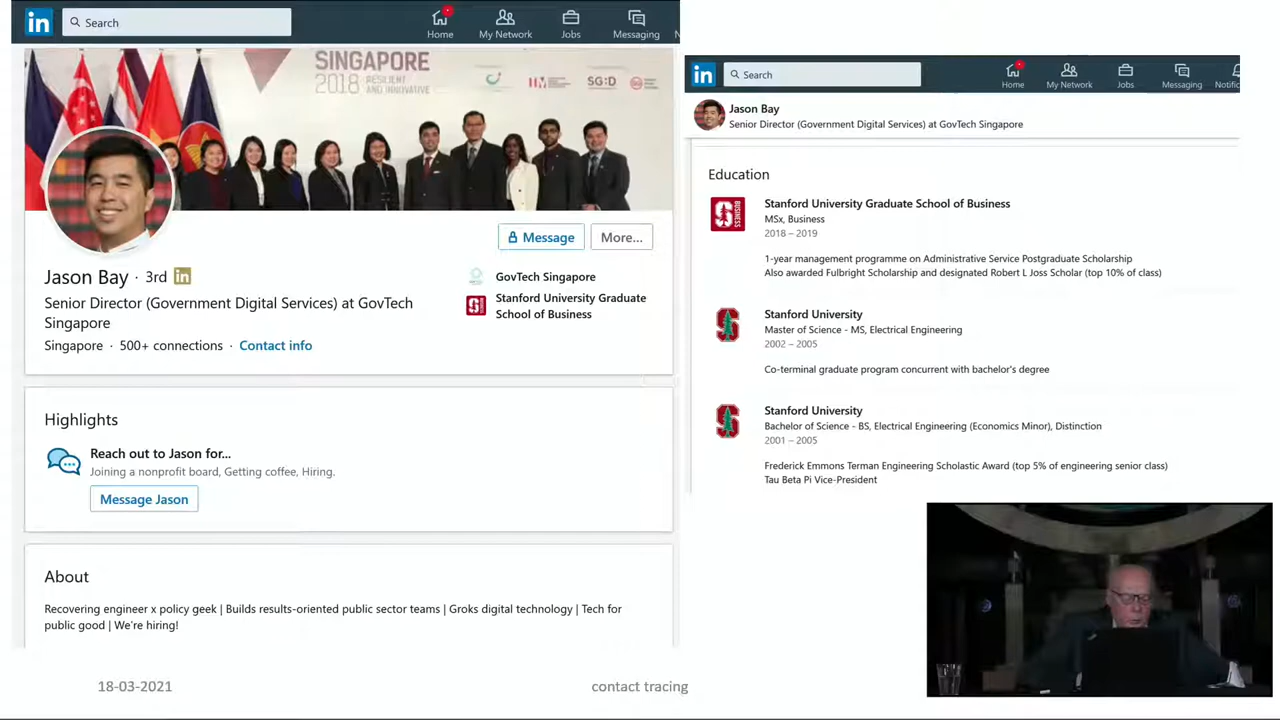 in
Search
Home
My Network
Jobs
Messaging
N
SINGAPORE
2018 RESILIENT
AND INNOVATIVE
SG:D
Message
More...
Jason Bay · 3rd in
GovTech Singapore
Senior Director (Government Digital Services) at GovTech
Singapore
Stanford University Graduate
School of Business
Singapore · 500+ connections · Contact info
Highlights
Reach out to Jason for...
Joining a nonprofit board, Getting coffee, Hiring.
Message Jason
About
Recovering engineer x policy geek | Builds results-oriented public sector teams | Groks digital technology | Tech for
public good | We're hiring!
in
Search
Home
My Network
Jobs
Messaging
Notific
Jason Bay
Senior Director (Government Digital Services) at GovTech Singapore
Education
BUSINESS
Stanford University Graduate School of Business
MSx, Business
2018 – 2019
1-year management programme on Administrative Service Postgraduate Scholarship
Also awarded Fulbright Scholarship and designated Robert L Joss Scholar (top 10% of class)
Stanford University
Master of Science - MS, Electrical Engineering
2002 – 2005
Co-terminal graduate program concurrent with bachelor's degree
Stanford University
Bachelor of Science - BS, Electrical Engineering (Economics Minor), Distinction
2001 – 2005
Frederick Emmons Terman Engineering Scholastic Award (top 5% of engineering senior class)
Tau Beta Pi Vice-President
18-03-2021
contact tracing